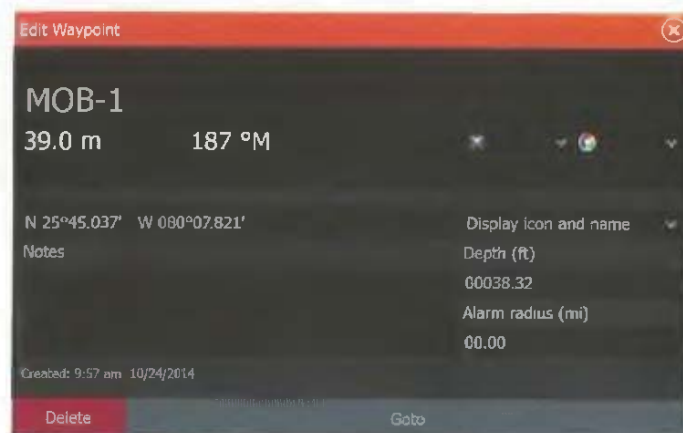 Edit Waypoint
MOB-1
39.0 m 187 °M
N 25°45.037' W 080°07.821'
Display icon and name
Notes
Depth (ft)
00038.32
Alarm radius (mi)
00.00
Created: 9:57 am 10/24/2014
Delete
Goto